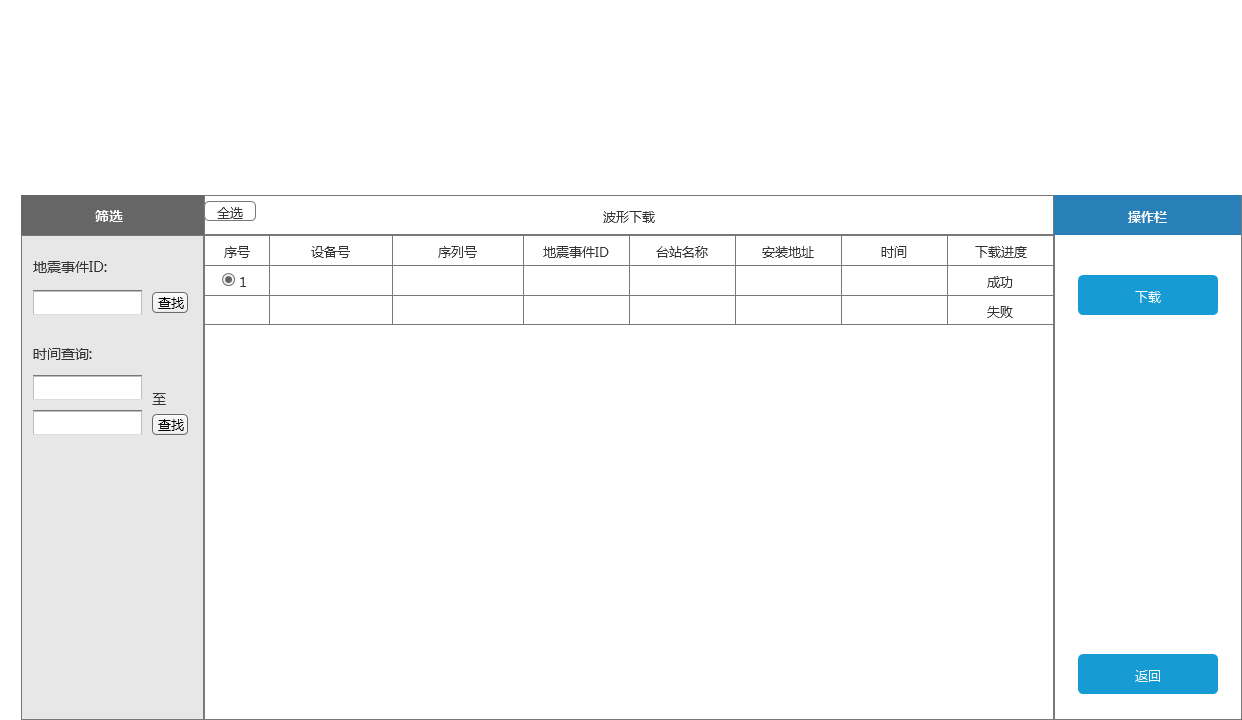 筛选
全选
波形下载
操作栏
序号 设备号 序列号 地震事件ID 台站名称 安装地址 时间 下载进度
1 成功
失败
地震事件ID:
查找
时间查询:
至
查找
下载
返回